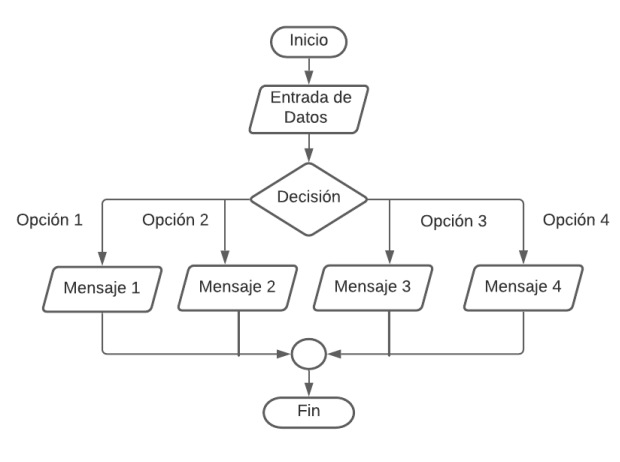 Inicio
Entrada de
Datos
Decisión
Opción 1
Opción 2
Opción 3
Opción 4
Mensaje 1
Mensaje 2
Mensaje 3
Mensaje 4
Fin